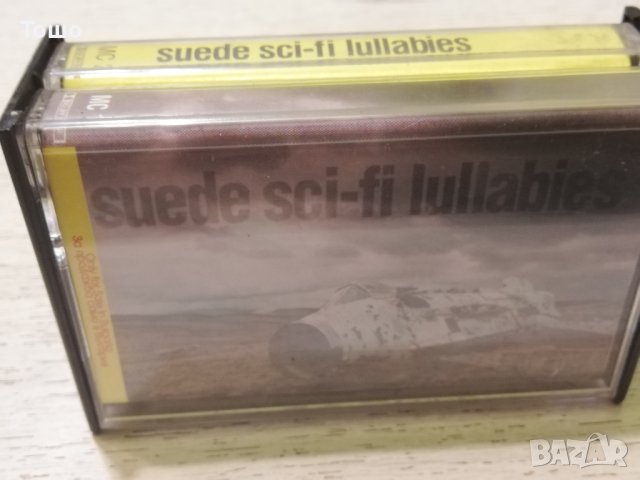 Тошо
MC
suede sci-fi lullabies
MC
suede sci-fi lullabies
BAZAR